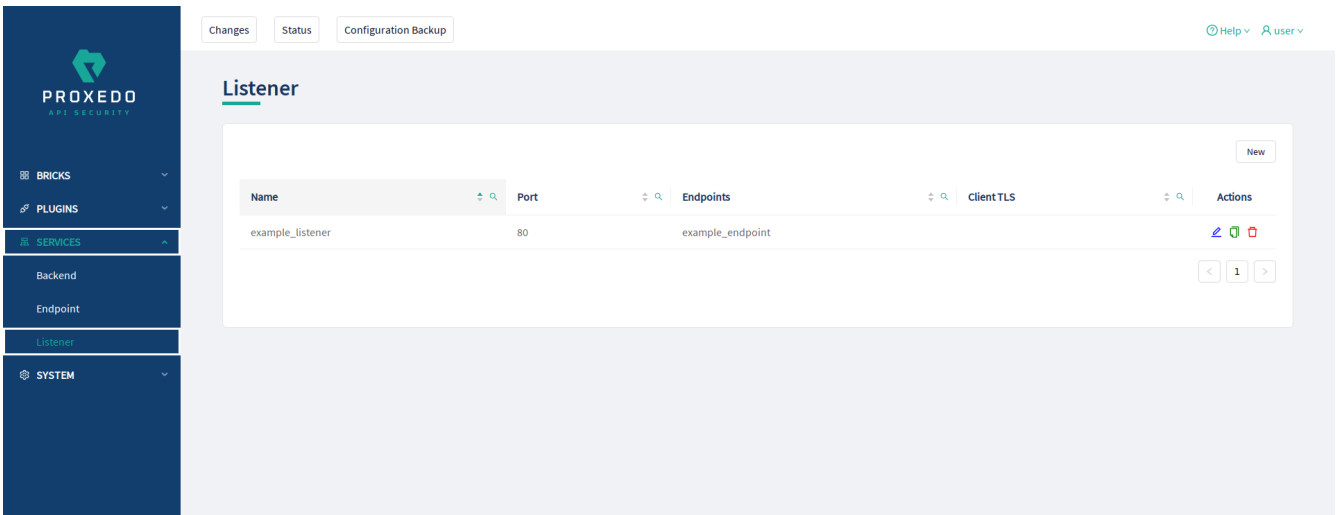 Changes Status Configuration Backup Help user
PROXEDO
API SECURITY
Listener
New
BRICKS
PLUGINS
SERVICES
Backend
Endpoint
Listener
SYSTEM
Name Port Endpoints Client TLS Actions
example_listener 80 example_endpoint
< 1 >